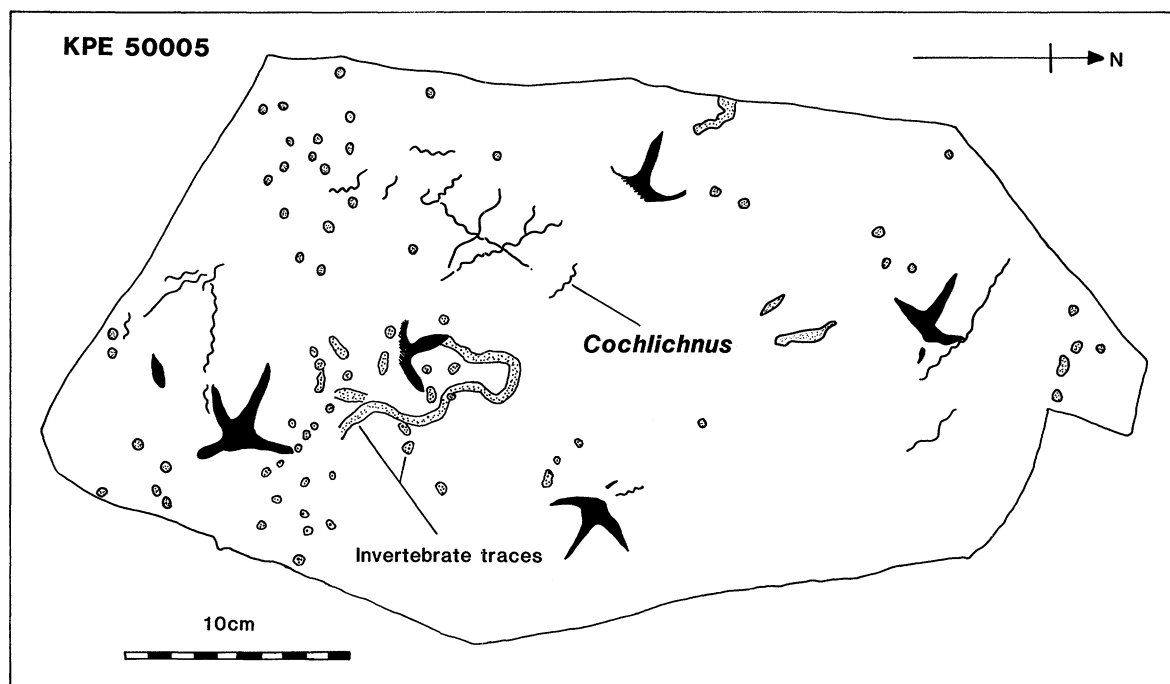 KPE 50005
N
Cochlichnus
Invertebrate traces
10cm